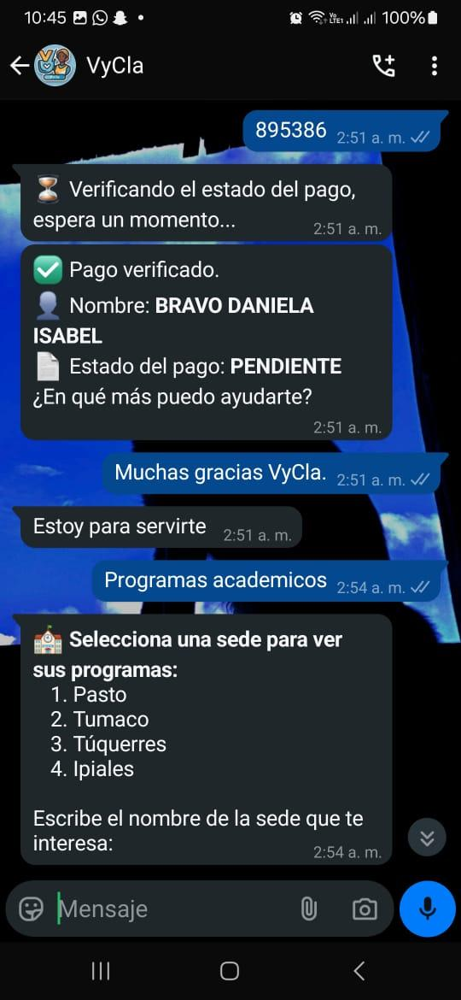 10:45
Vo
LTE1
100%
VyCla
895386 2:51 a. m.
Verificando el estado del pago,
espera un momento... 2:51 a. m.
Pago verificado.
Nombre: BRAVO DANIELA
ISABEL
Estado del pago: PENDIENTE
¿En qué más puedo ayudarte?
2:51 a. m.
Muchas gracias VyCla. 2:51 a. m.
Estoy para servirte 2:51 a. m.
Programas academicos 2:54 a. m.
Selecciona una sede para ver
sus programas:
1. Pasto
2. Tumaco
3. Túquerres
4. Ipiales
Escribe el nombre de la sede que te
interesa: 2:54 a. m.
Mensaje